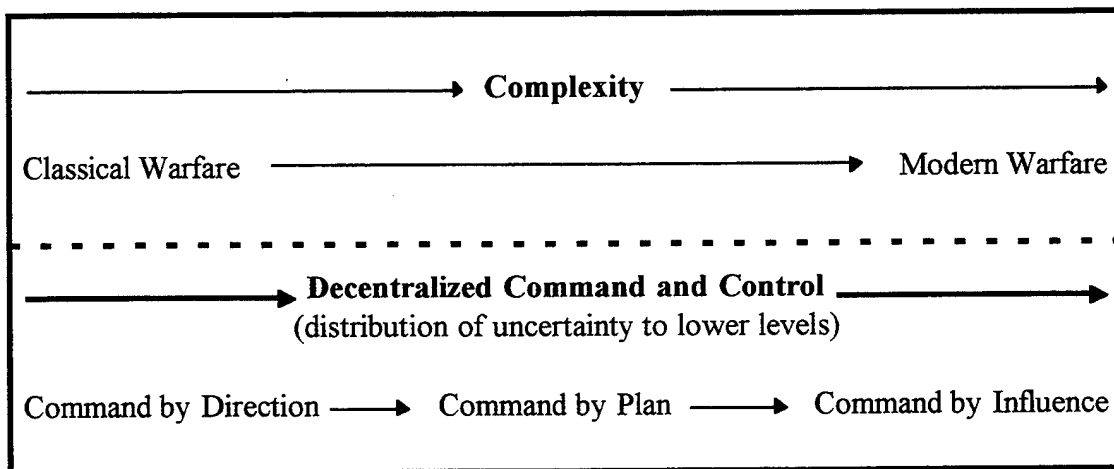 Complexity
Classical Warfare Modern Warfare
Decentralized Command and Control
(distribution of uncertainty to lower levels)
Command by Direction Command by Plan Command by Influence